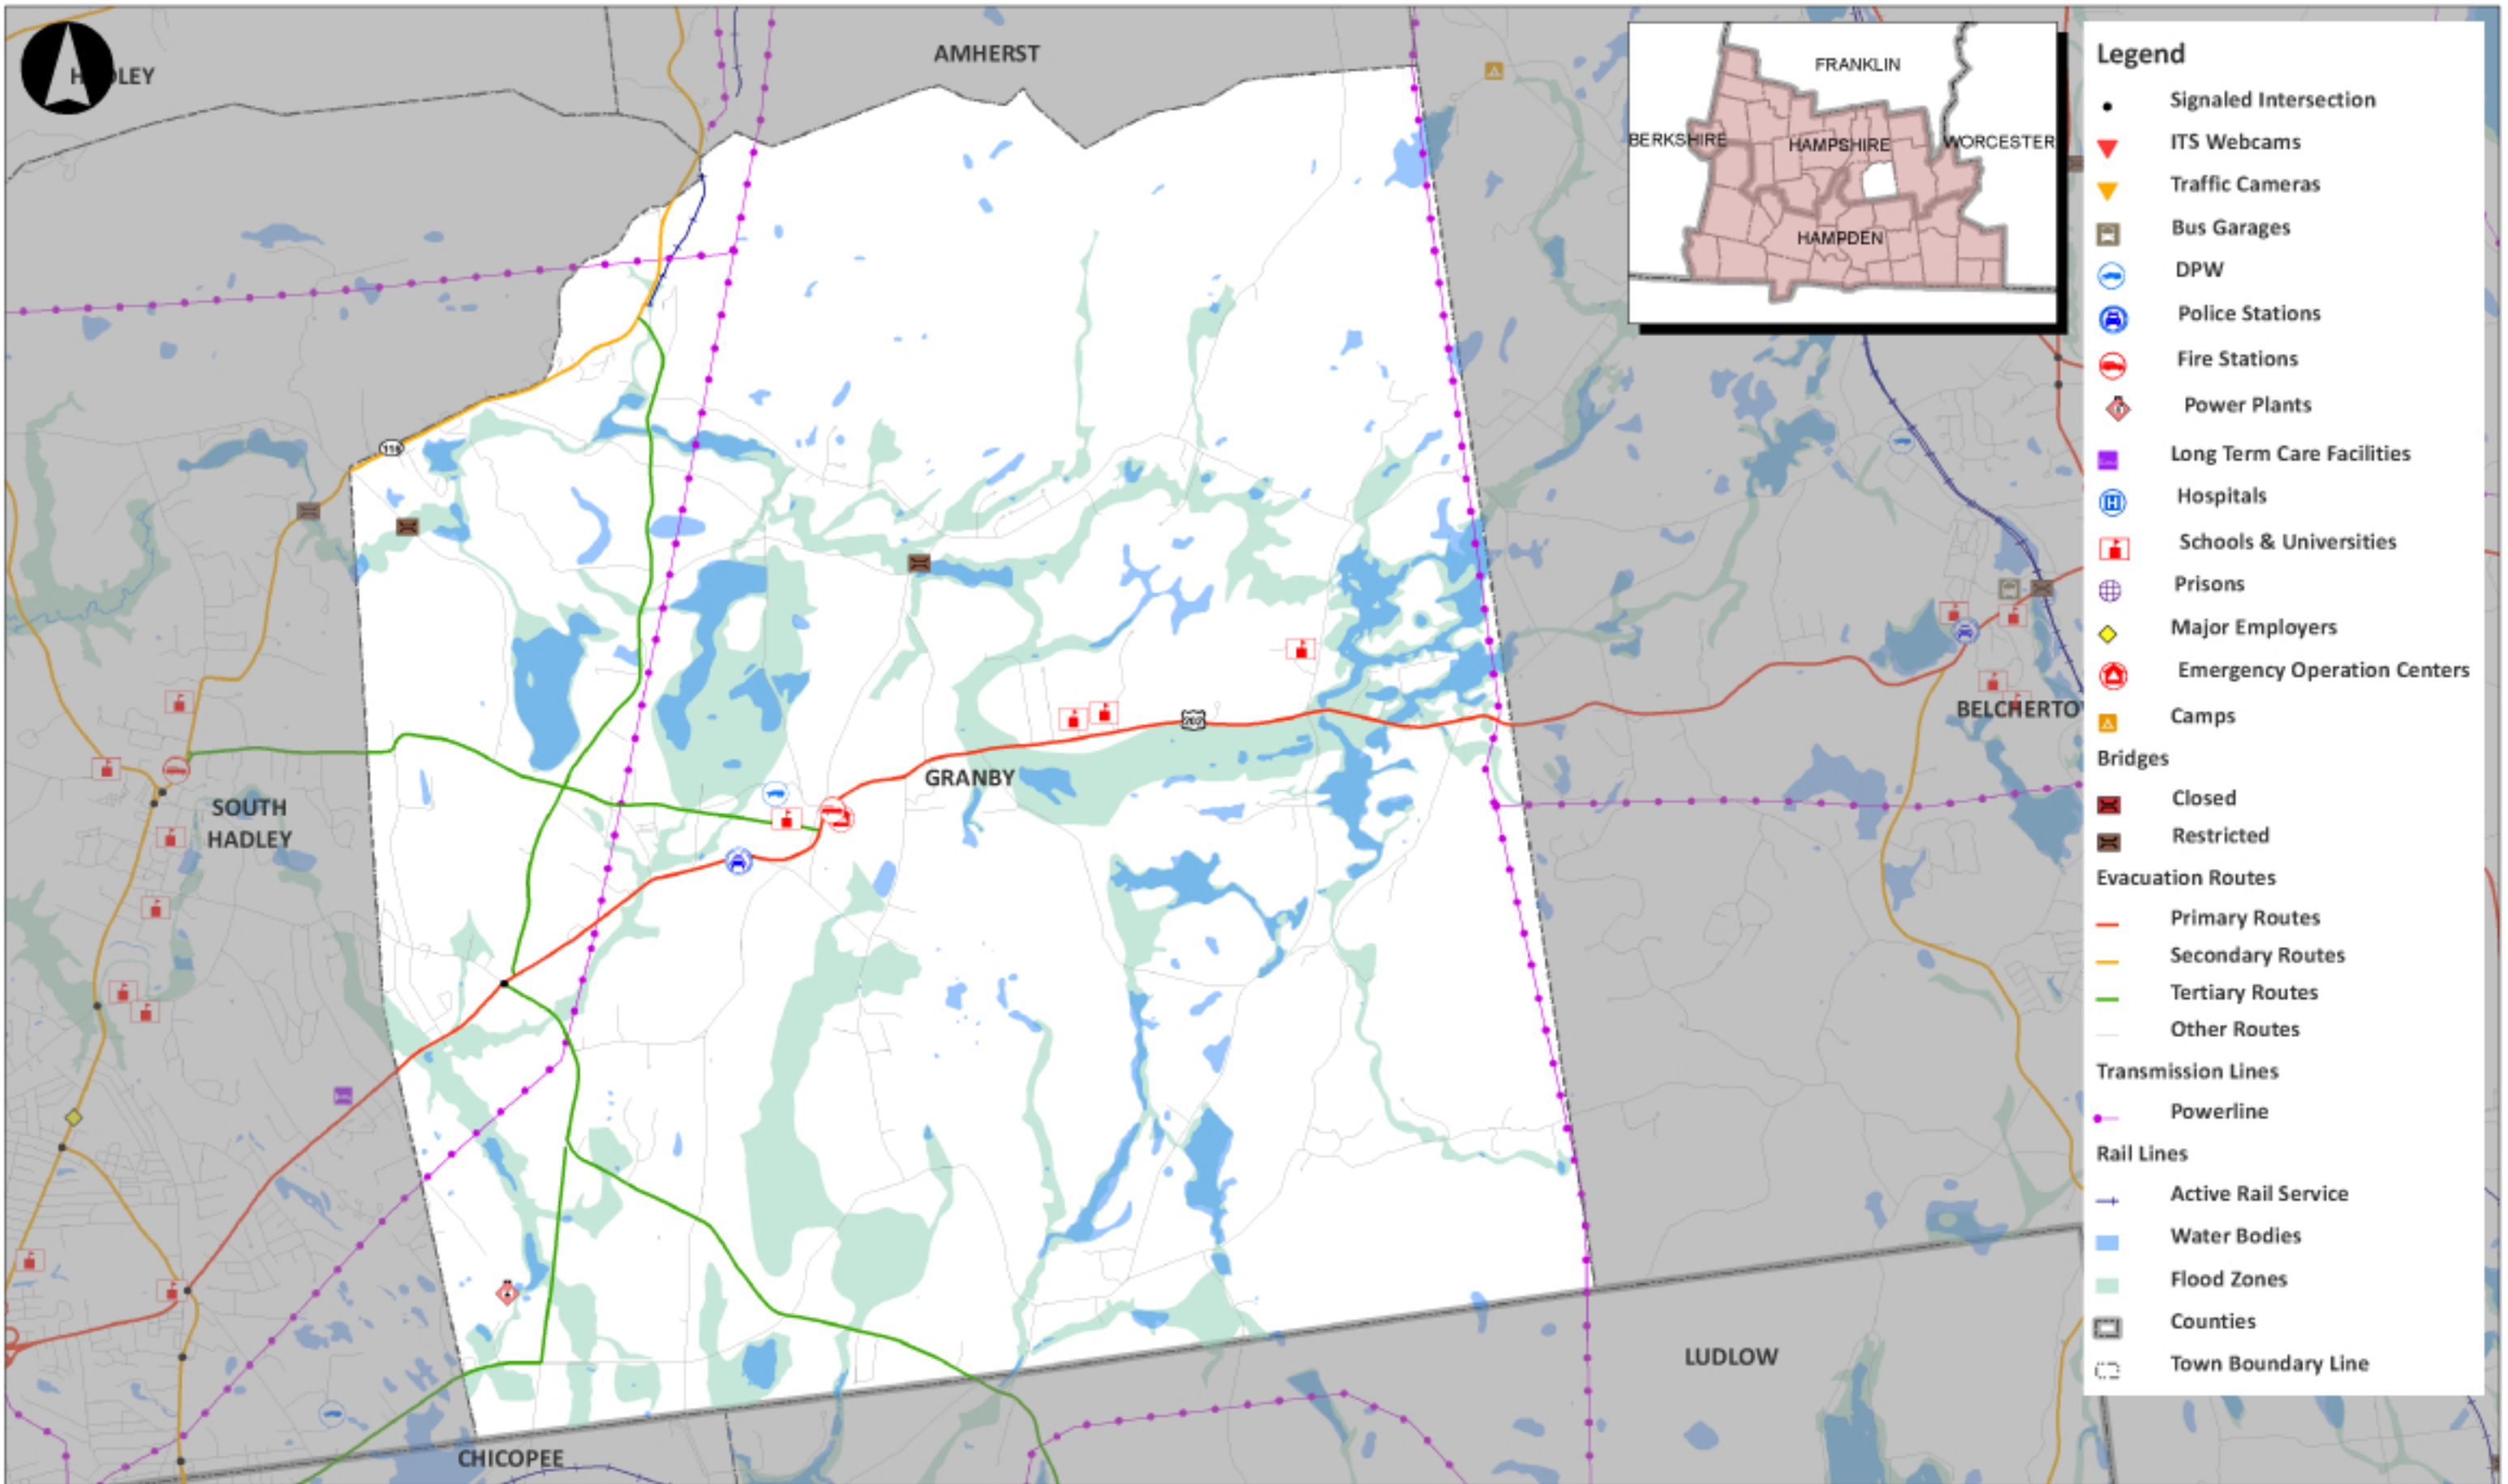 AMHERST
GRANBY
SOUTH
HADLEY
LUDLOW
CHICOPEE
116
202
FRANKLIN
BERKSHIRE
HAMPSHIRE
WORCESTER
HAMPDEN
Legend
Signaled Intersection
ITS Webcams
Traffic Cameras
Bus Garages
DPW
Police Stations
Fire Stations
Power Plants
Long Term Care Facilities
Hospitals
Schools & Universities
Prisons
Major Employers
Emergency Operation Centers
Camps
Bridges
Closed
Restricted
Evacuation Routes
Primary Routes
Secondary Routes
Tertiary Routes
Other Routes
Transmission Lines
Powerline
Rail Lines
Active Rail Service
Water Bodies
Flood Zones
Counties
Town Boundary Line